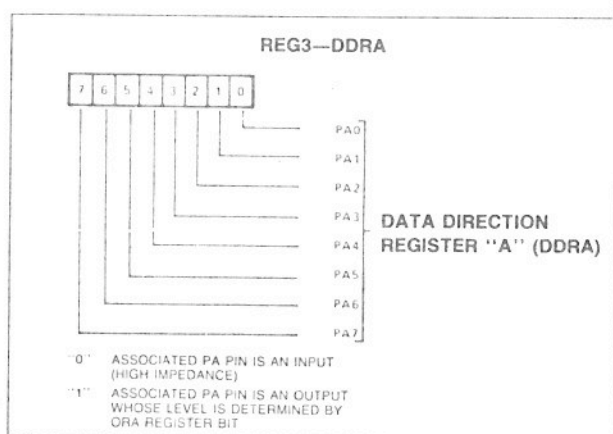 REG3—DDRA
7 6 5 4 3 2 1 0
PA0
PA1
PA2
PA3
PA4
PA5
PA6
PA7
DATA DIRECTION
REGISTER "A" (DDRA)
"0" ASSOCIATED PA PIN IS AN INPUT
(HIGH IMPEDANCE)
"1" ASSOCIATED PA PIN IS AN OUTPUT
WHOSE LEVEL IS DETERMINED BY
ORA REGISTER BIT